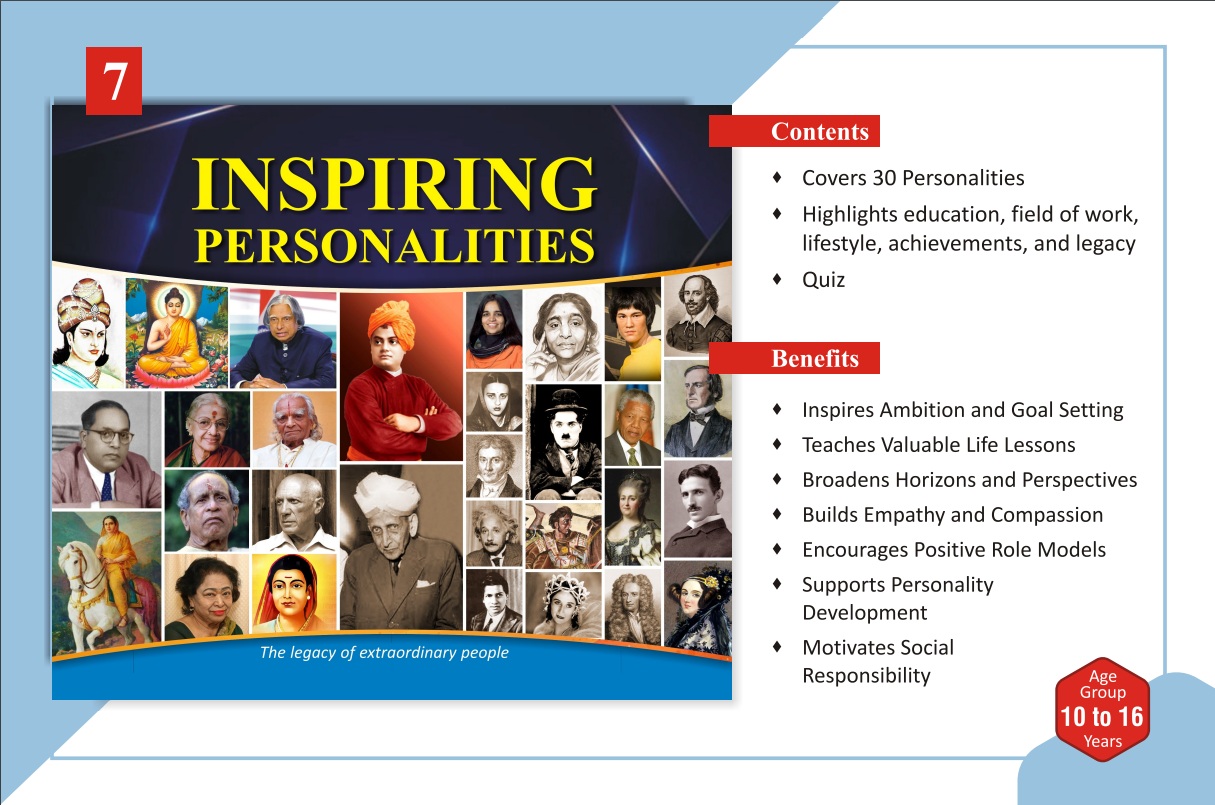 7
INSPIRING
PERSONALITIES
The legacy of extraordinary people
Contents
♦ Covers 30 Personalities
♦ Highlights education, field of work,
lifestyle, achievements, and legacy
♦ Quiz
Benefits
♦ Inspires Ambition and Goal Setting
♦ Teaches Valuable Life Lessons
♦ Broadens Horizons and Perspectives
♦ Builds Empathy and Compassion
♦ Encourages Positive Role Models
♦ Supports Personality
Development
♦ Motivates Social
Responsibility
Age
Group
10 to 16
Years